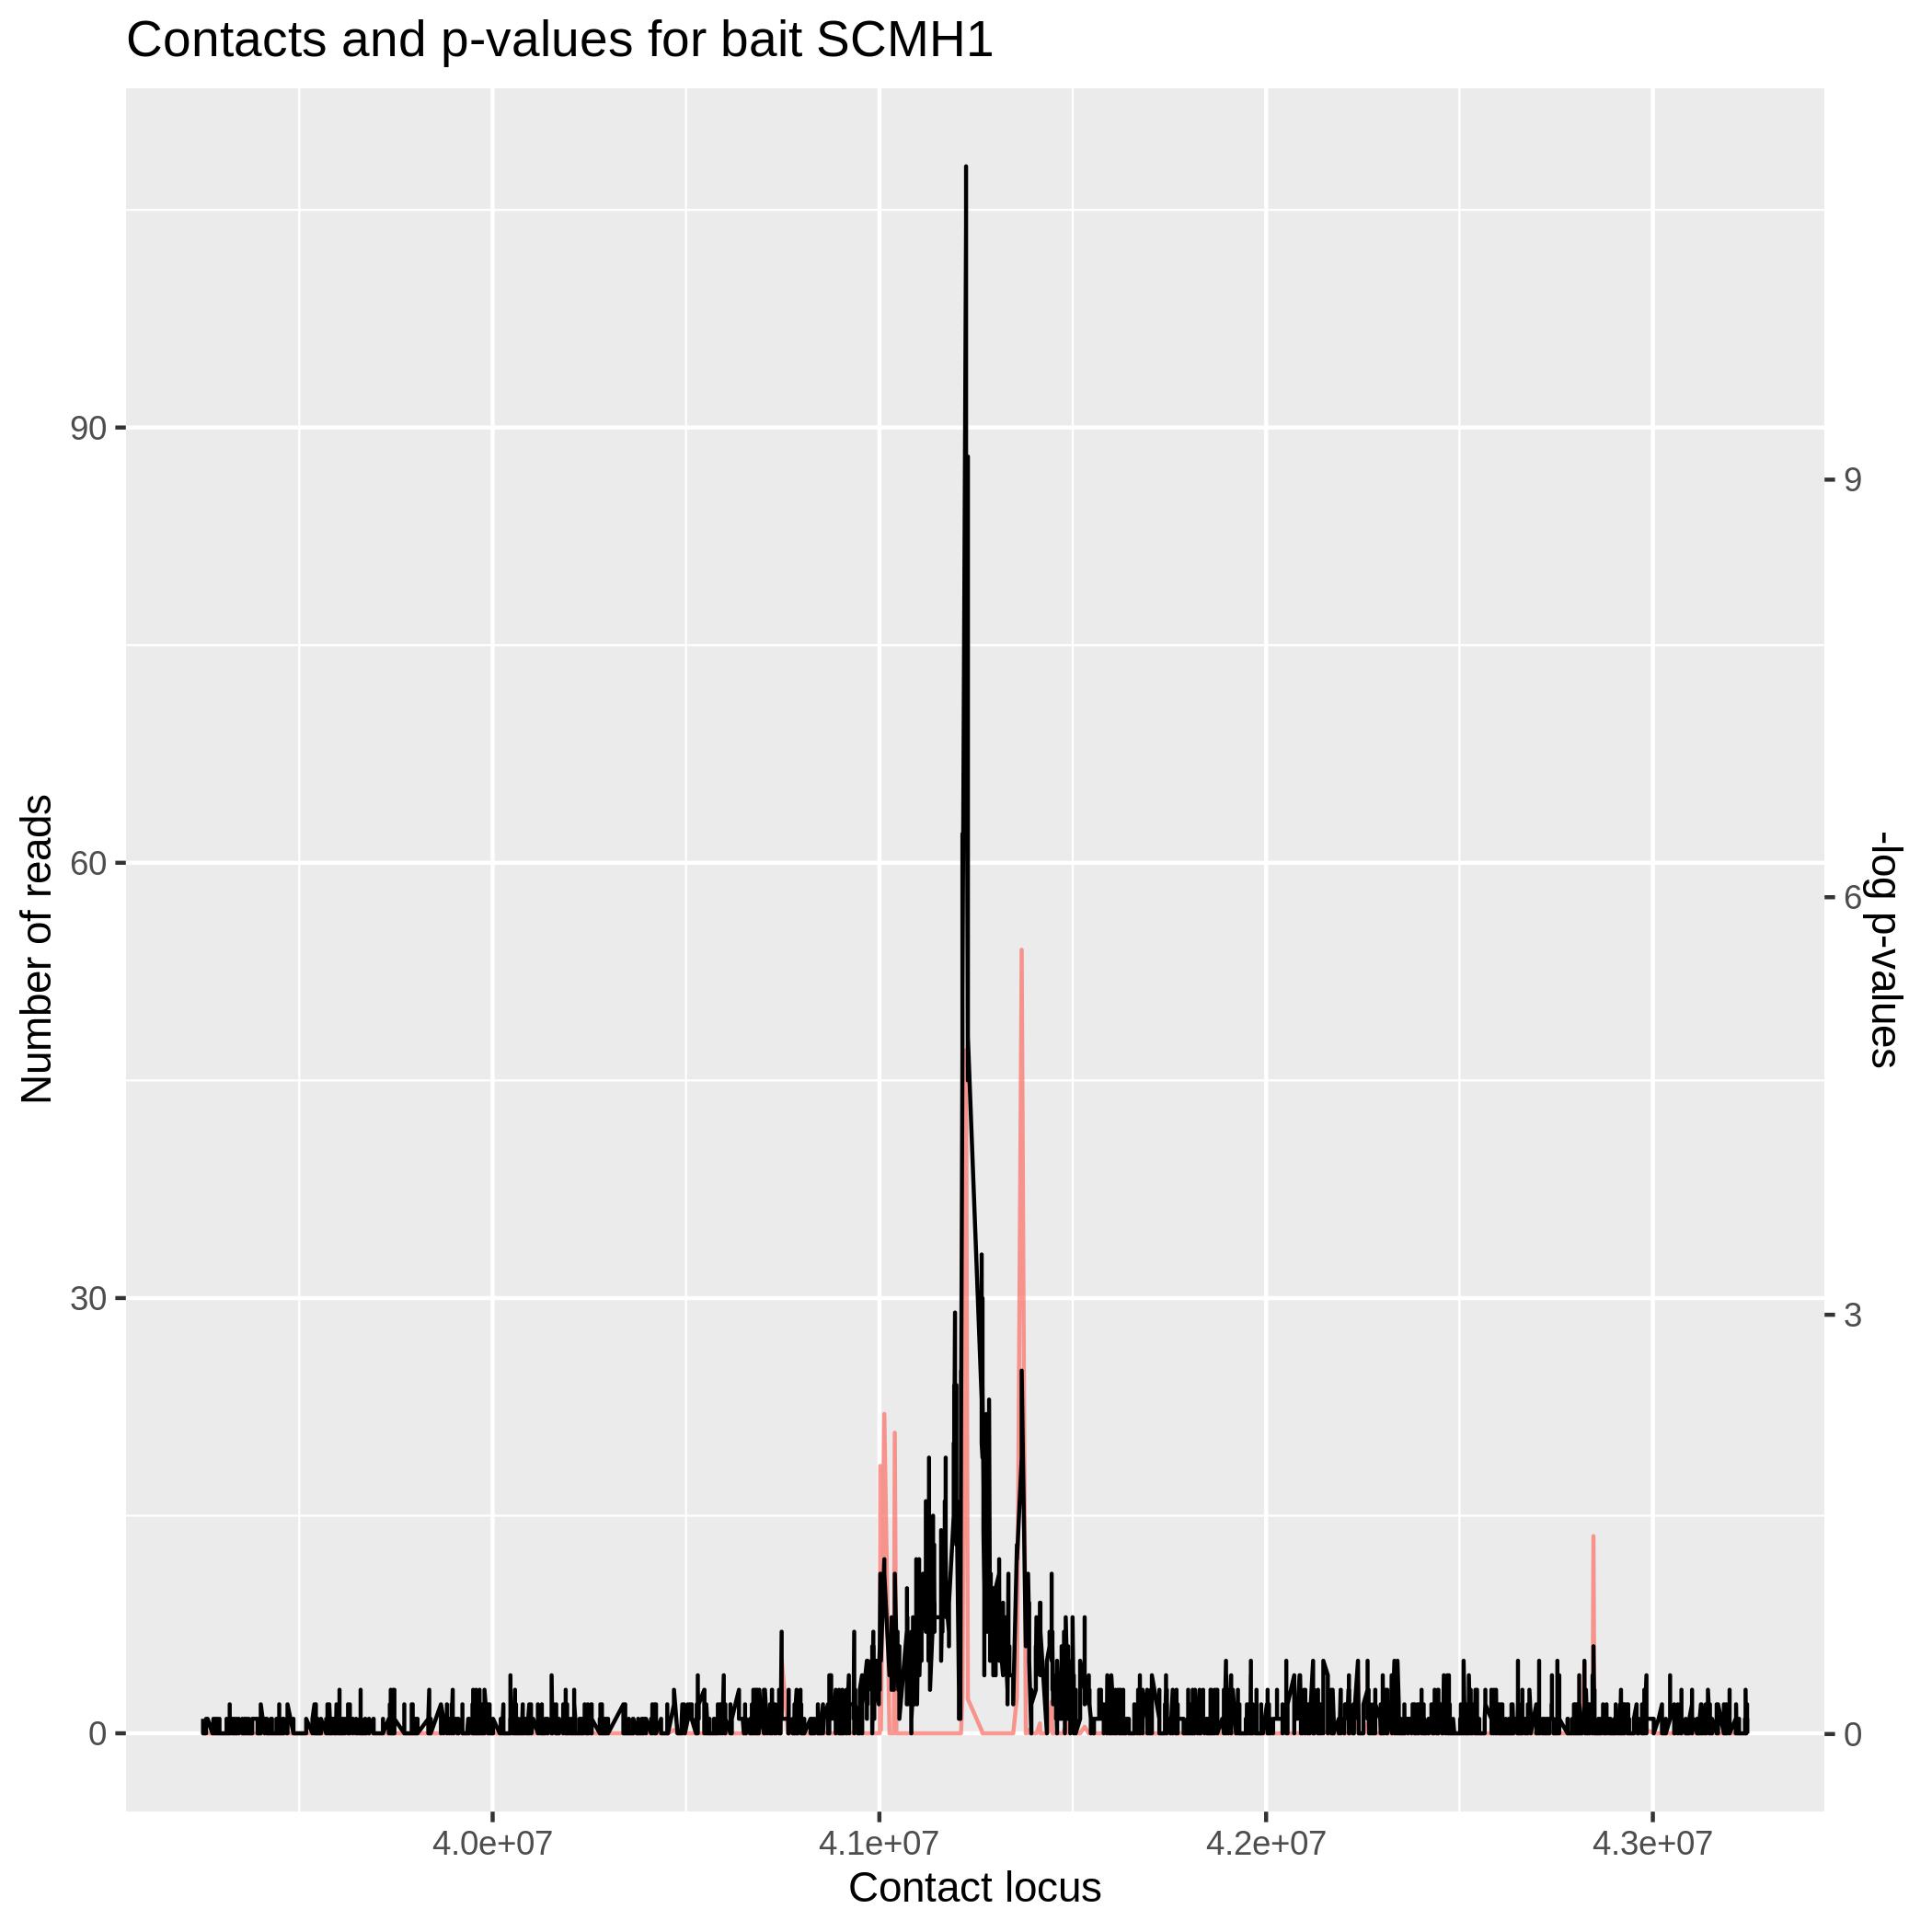 Contacts and p-values for bait SCMH1
Number of reads
90
60
30
0
9
6
3
0
-log p-values
4.0e+07
4.1e+07
4.2e+07
4.3e+07
Contact locus